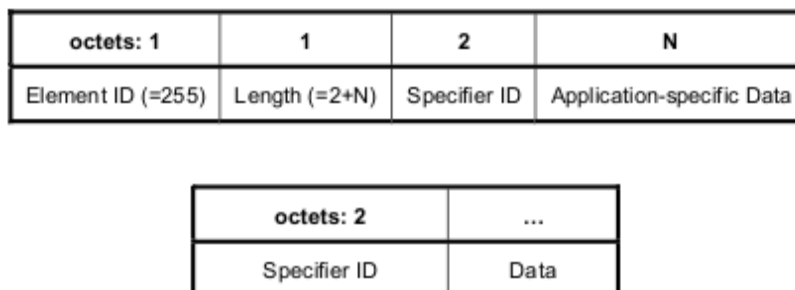 octets: 1 1 2 N
Element ID (=255) Length (=2+N) Specifier ID Application-specific Data
octets: 2 ...
Specifier ID Data